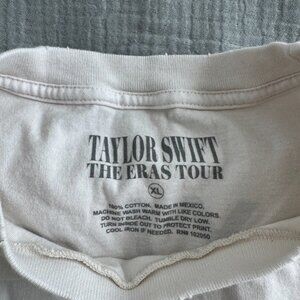 TAYLOR SWIFT
THE ERAS TOUR
XL
100% COTTON. MADE IN MEXICO.
MACHINE WASH WARM WITH LIKE COLORS.
DO NOT BLEACH. TUMBLE DRY LOW.
TURN INSIDE OUT TO PROTECT PRINT.
COOL IRON IF NEEDED. RN# 102050